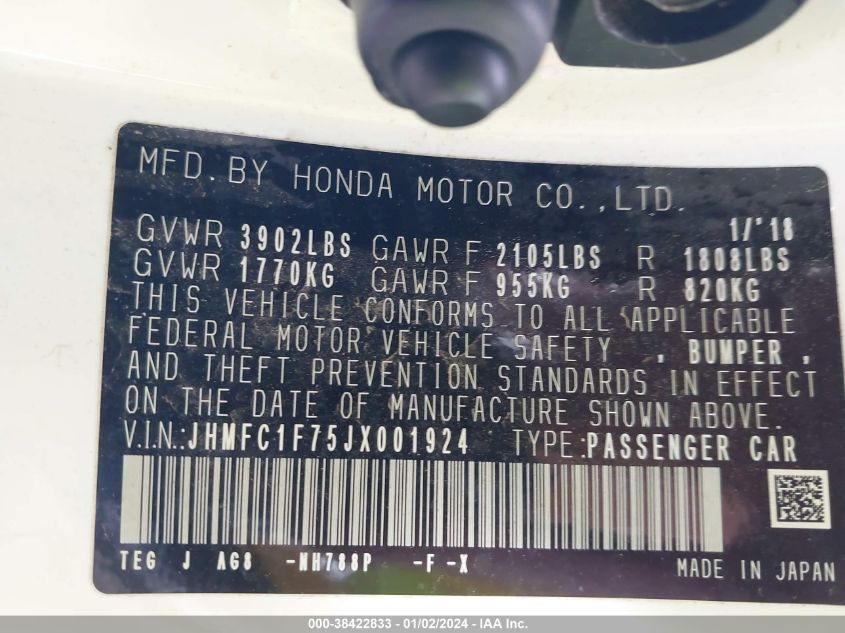 MFD. BY HONDA MOTOR CO.,LTD.
1/'18
GVWR 3902LBS GAWR F 2105LBS R 1808LBS
GVWR 1770KG GAWR F 955KG R 820KG
THIS VEHICLE CONFORMS TO ALL APPLICABLE
FEDERAL MOTOR VEHICLE SAFETY , BUMPER ,
AND THEFT PREVENTION STANDARDS IN EFFECT
ON THE DATE OF MANUFACTURE SHOWN ABOVE.
V.I.N.:JHMFC1F75JX001924 TYPE:PASSENGER CAR
TEG J AG8 -NH788P -F -X
MADE IN JAPAN
000-38422833 - 01/02/2024 - IAA Inc.